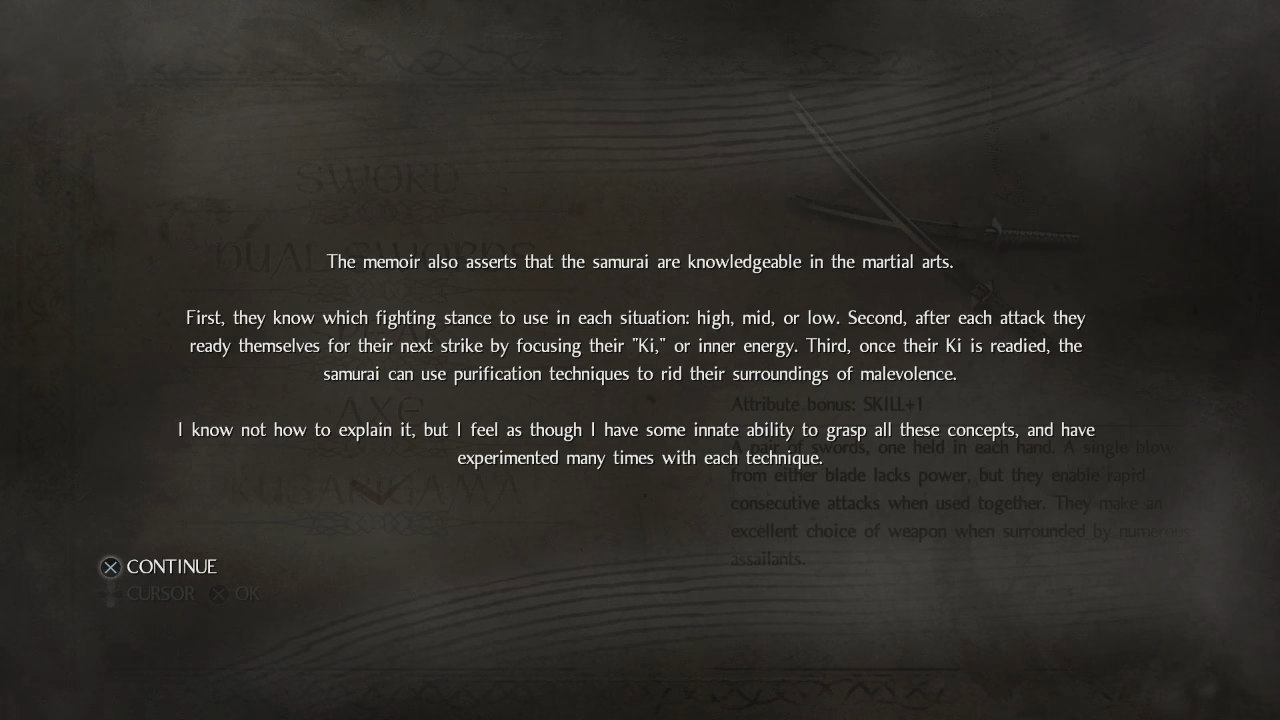 SWORD
DUAL SWORDS
The memoir also asserts that the samurai are knowledgeable in the martial arts.
First, they know which fighting stance to use in each situation: high, mid, or low. Second, after each attack they
ready themselves for their next strike by focusing their "Ki," or inner energy. Third, once their Ki is readied, the
samurai can use purification techniques to rid their surroundings of malevolence.
AXE
Attribute bonus: SKILL+1
I know not how to explain it, but I feel as though I have some innate ability to grasp all these concepts, and have
experimented many times with each technique.
A pair of swords, one held in each hand. A single blow
from either blade lacks power, but they enable rapid
consecutive attacks when used together. They make an
excellent choice of weapon when surrounded by numerous
assailants.
KUSARIGAMA
CONTINUE
CURSOR OK